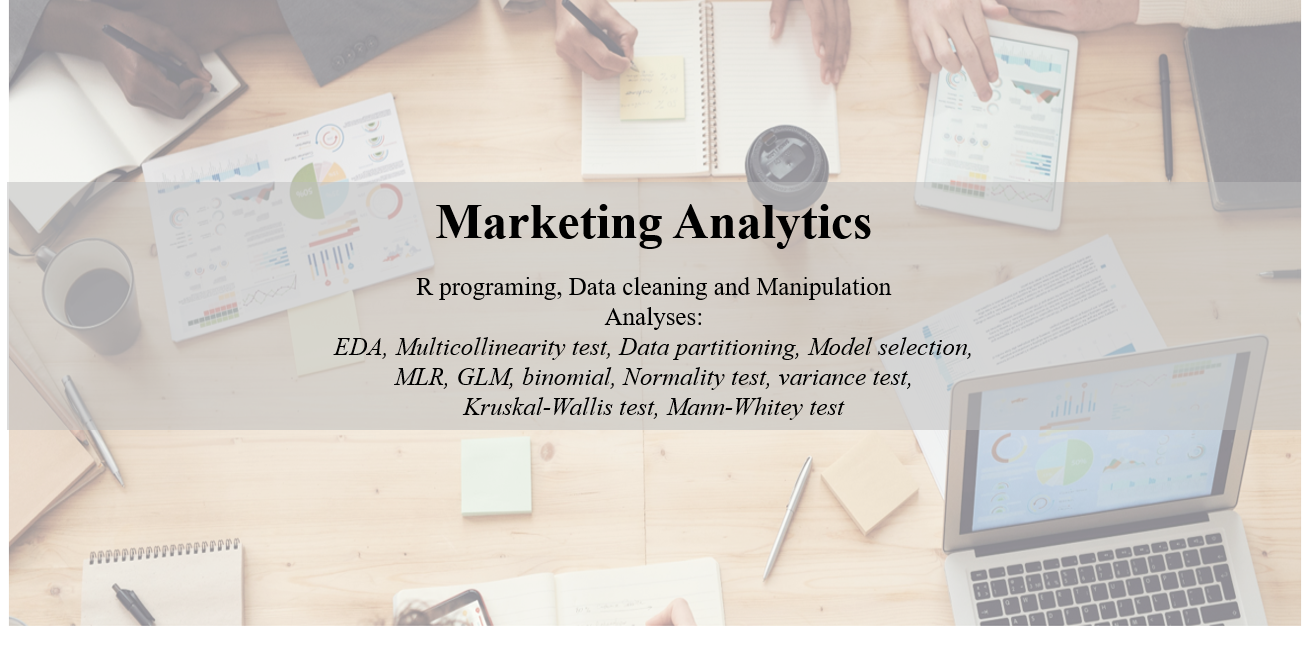 Marketing Analytics
R programing, Data cleaning and Manipulation
Analyses:
EDA, Multicollinearity test, Data partitioning, Model selection,
MLR, GLM, binomial, Normality test, variance test,
Kruskal-Wallis test, Mann-Whitey test